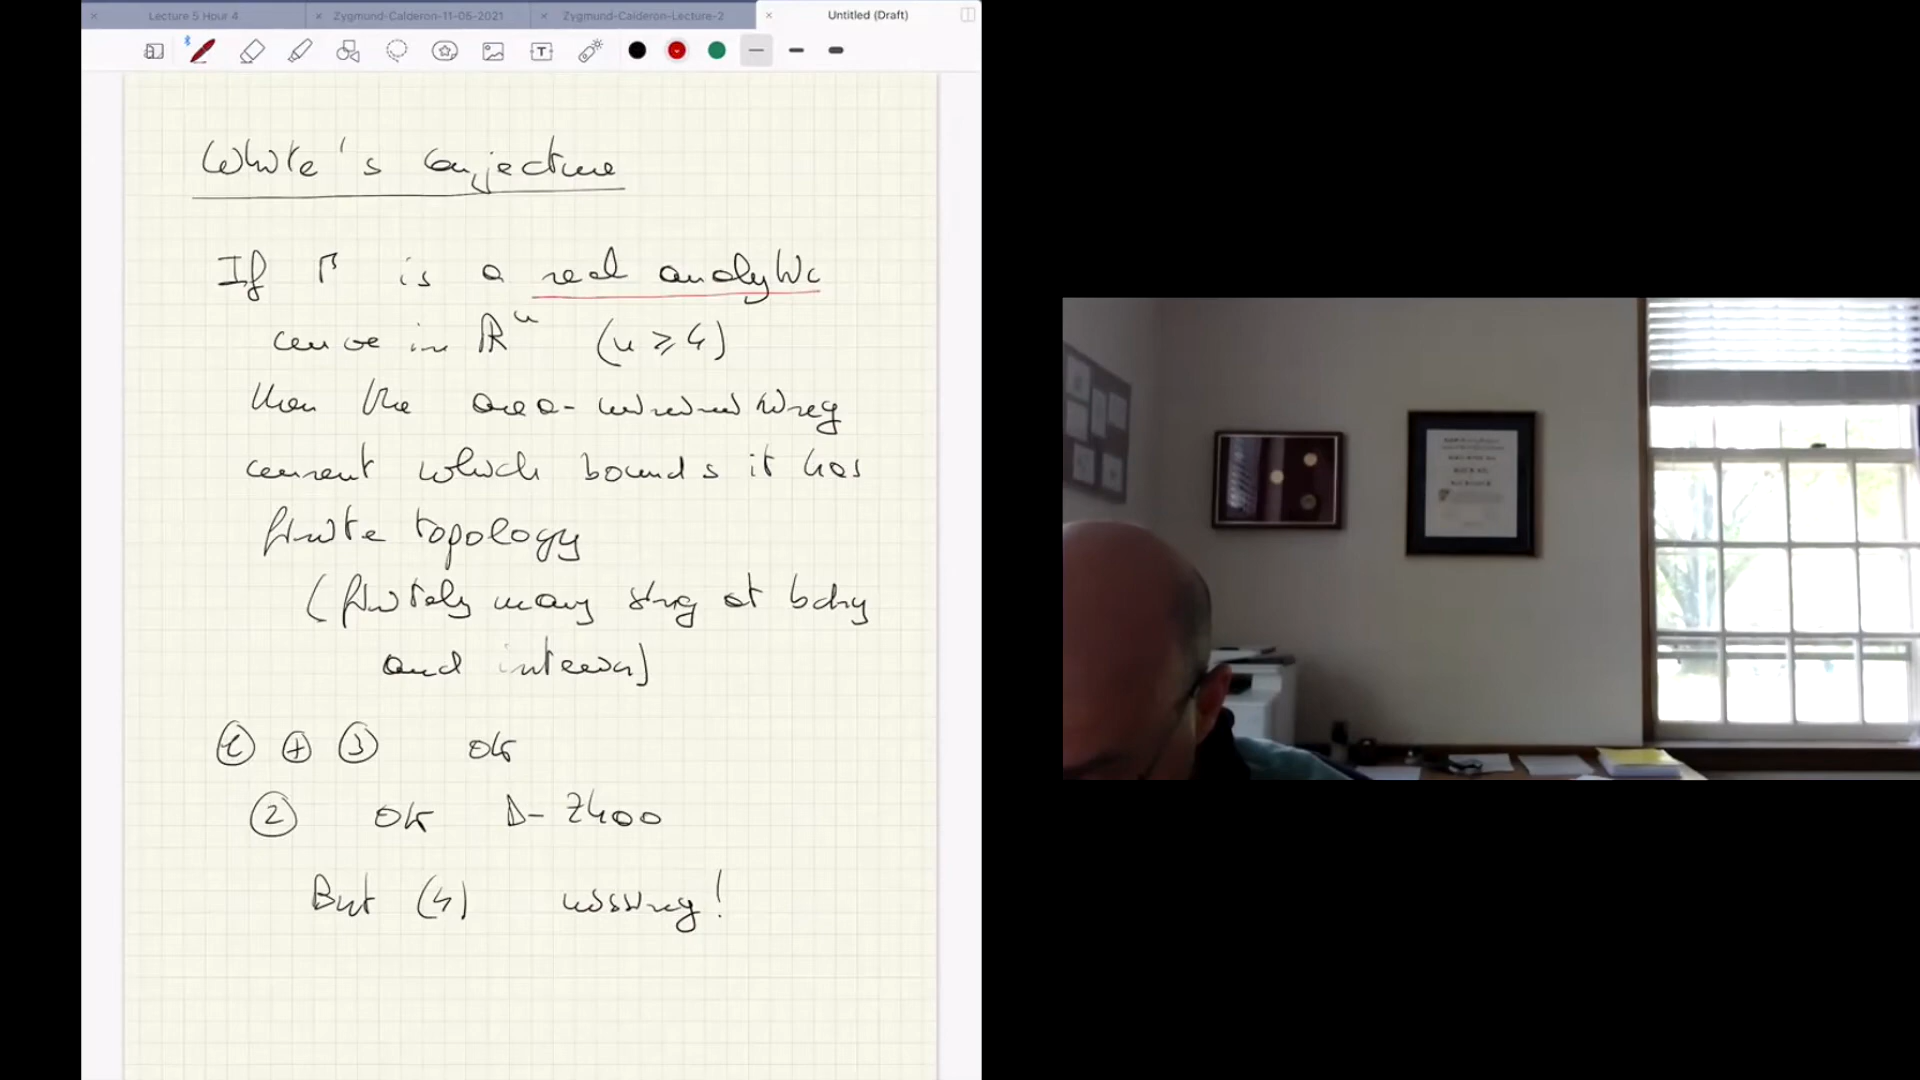 Lecture 5 Hour 4
Zygmund-Calderon-11-06-2021
Zygmund-Calderon-Lecture-2
Untitled (Draft)
White's Conjecture
If Γ is a real analytic
curve in ℝⁿ (n ≥ 4)
then the area-minimizing
current which bounds it has
finite topology
(finitely many sing at bdry
and interior)
① + ③ ok
② ok D- Zhao
But (4) missing!